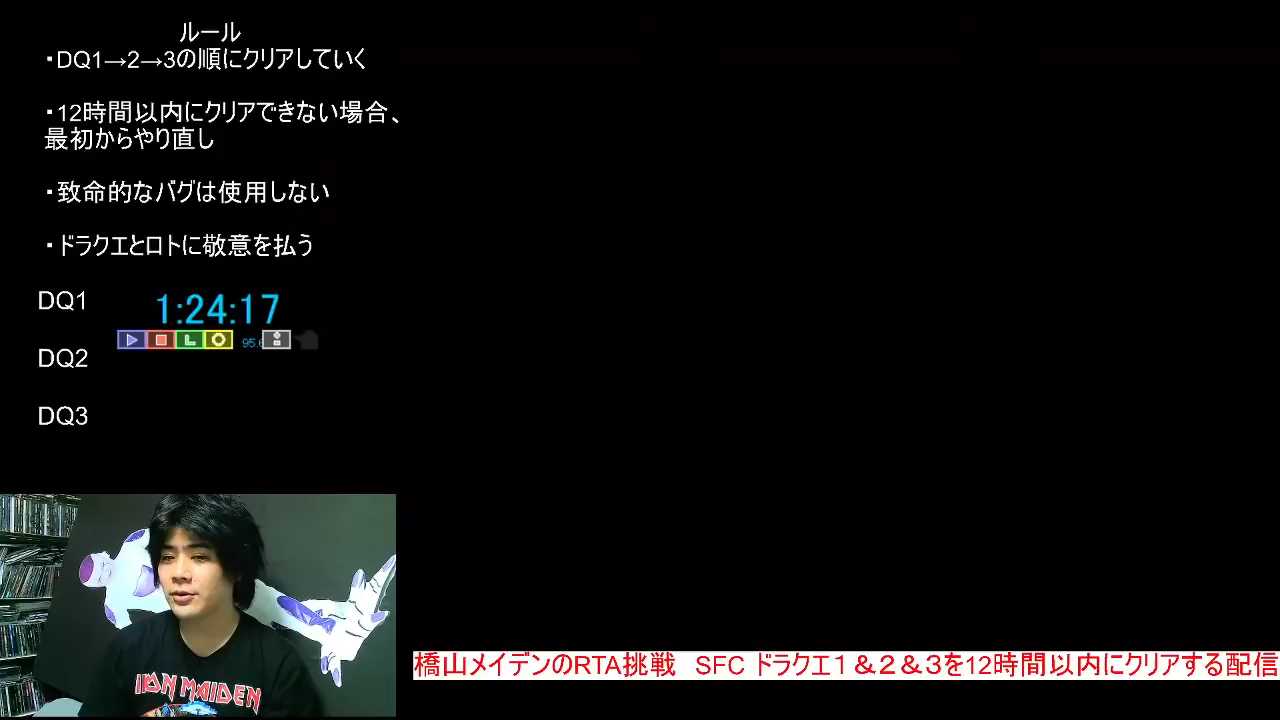 ルール
・DQ1→2→3の順にクリアしていく
・12時間以内にクリアできない場合、
最初からやり直し
・致命的なバグは使用しない
・ドラクエとロトに敬意を払う
DQ1
1:24:17
DQ2
DQ3
IRON MAIDEN
橋山メイデンのRTA挑戦 SFC ドラクエ１＆２＆３を12時間以内にクリアする配信